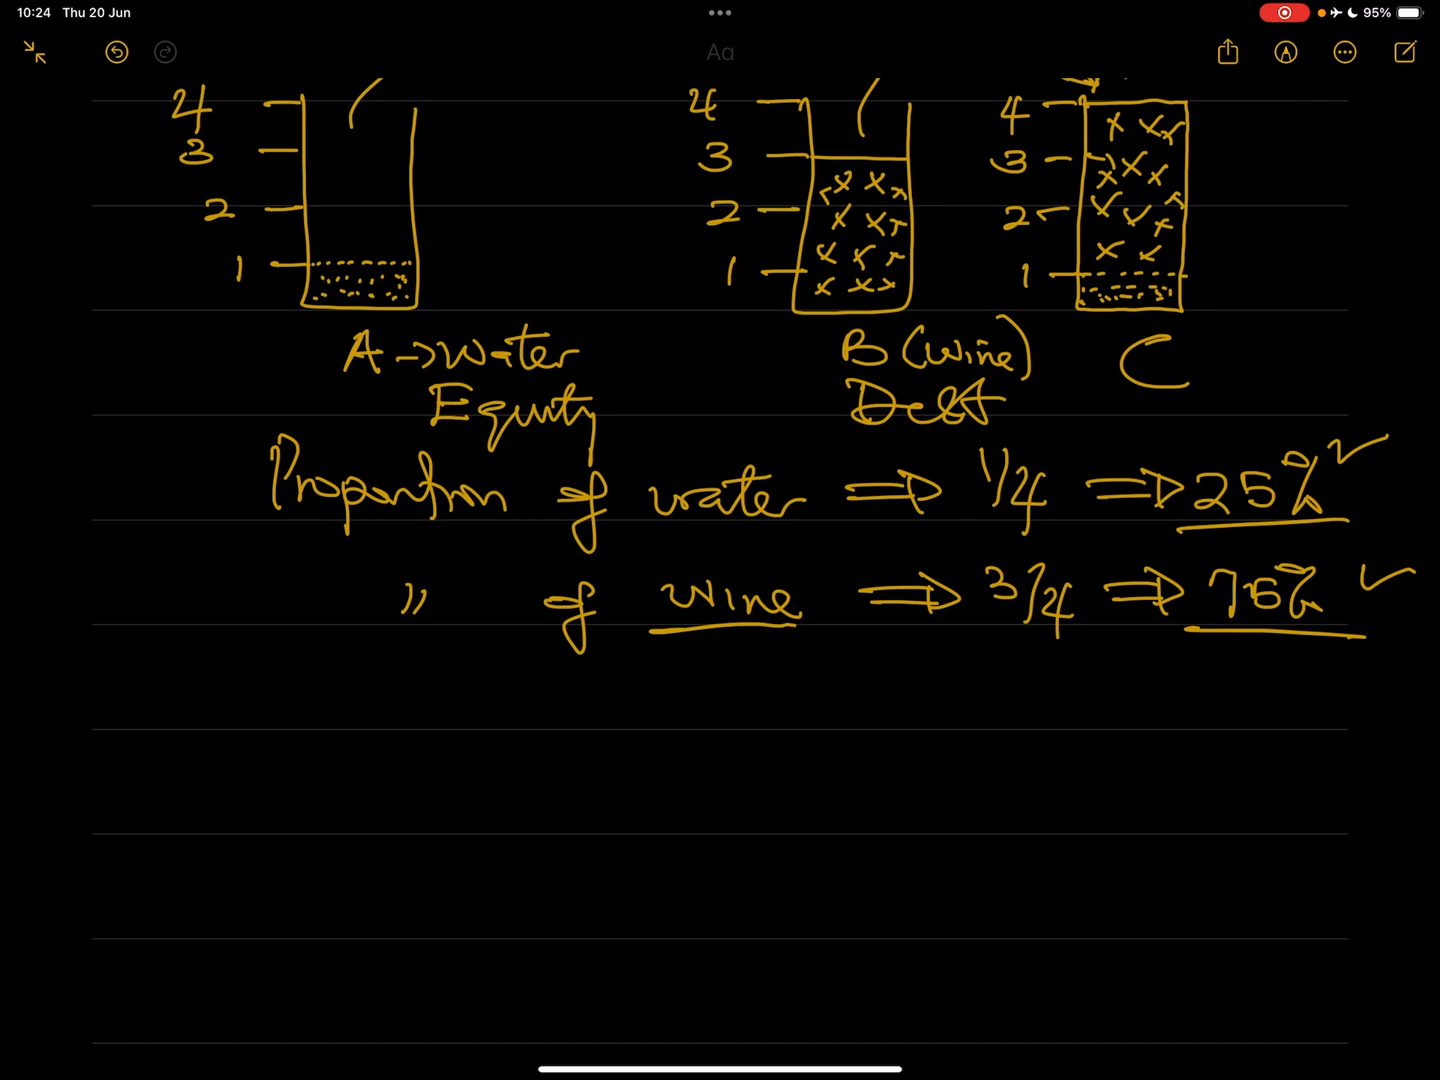 10:24 Thu 20 Jun
95%
Aa
4 4 4
3 3 3
2 2 2
1 1 1
A → Water B (Wine) C
Equity Debt
Proportion of water ⇒ 1/4 ⇒ 25% ✓
" of wine ⇒ 3/4 ⇒ 75% ✓